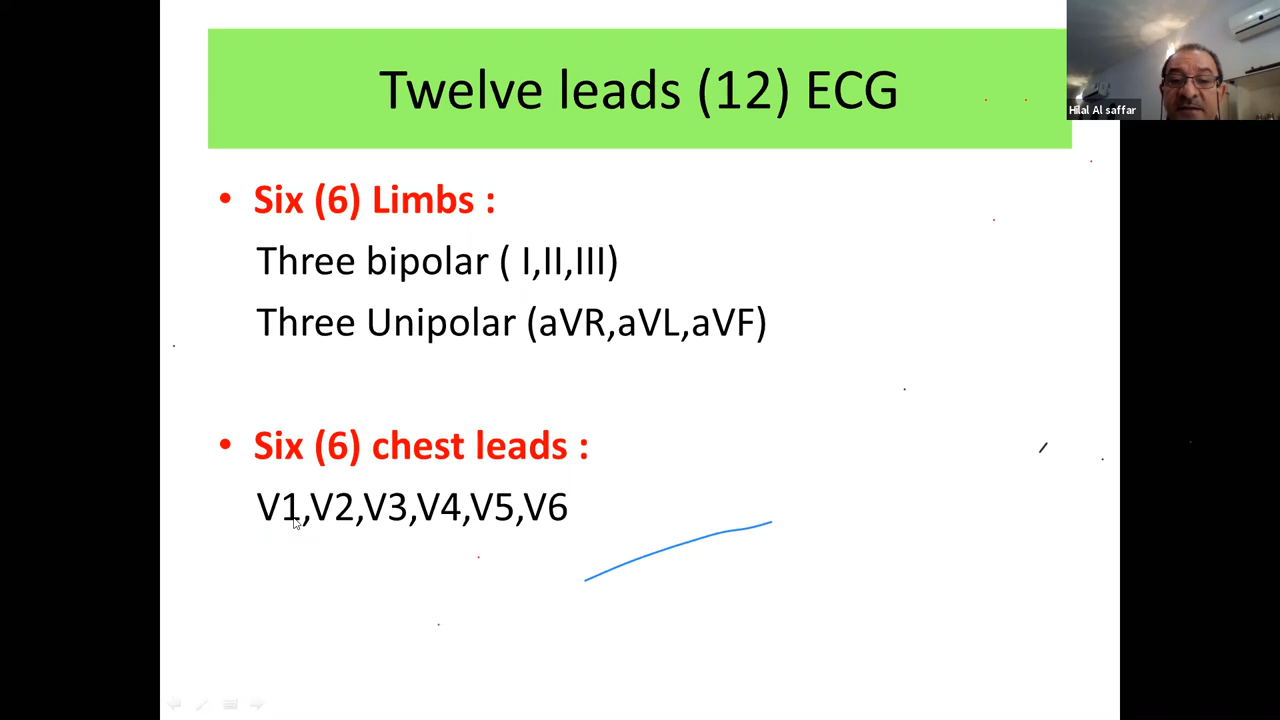 Twelve leads (12) ECG
Hilal Al saffar
• Six (6) Limbs :
Three bipolar ( I,II,III)
Three Unipolar (aVR,aVL,aVF)
• Six (6) chest leads :
V1,V2,V3,V4,V5,V6